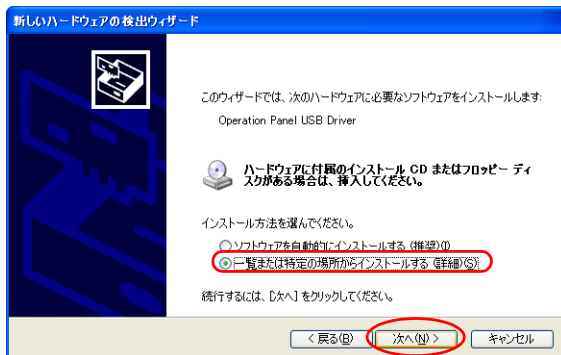 新しいハードウェアの検出ウィザード
このウィザードでは、次のハードウェアに必要なソフトウェアをインストールします:
Operation Panel USB Driver
ハードウェアに付属のインストール CD またはフロッピー ディ
スクがある場合は、挿入してください。
インストール方法を選んでください。
ソフトウェアを自動的にインストールする (推奨)(I)
一覧または特定の場所からインストールする (詳細)(S)
続行するには、[次へ] をクリックしてください。
< 戻る(B) 次へ(N) > キャンセル